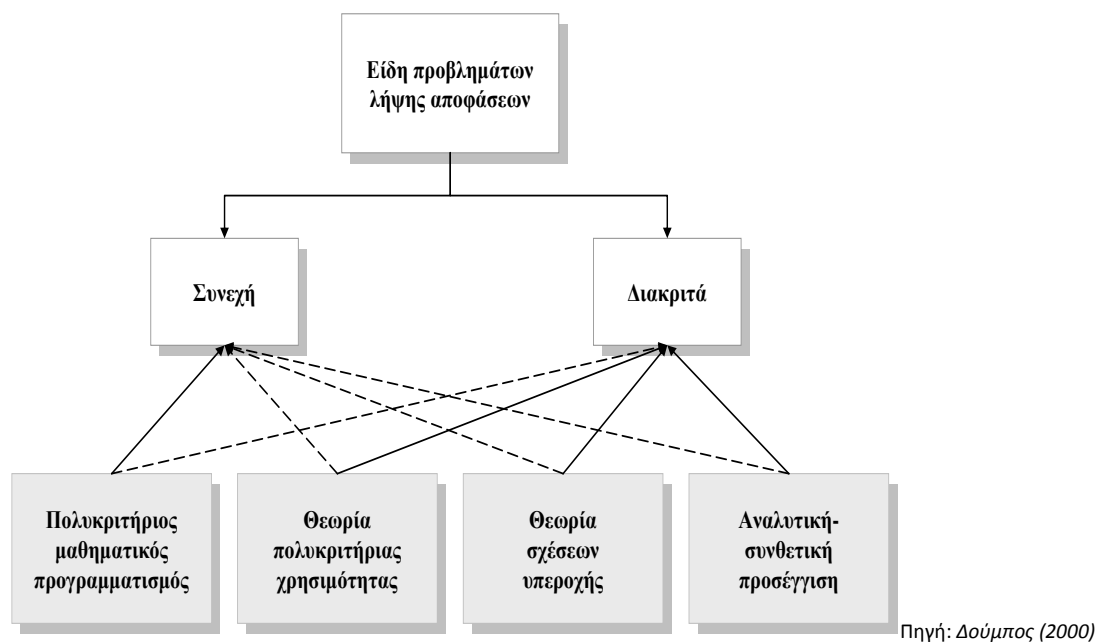 Είδη προβλημάτων
λήψης αποφάσεων
Συνεχή
Διακριτά
Πολυκριτήριος
μαθηματικός
προγραμματισμός
Θεωρία
πολυκριτήριας
χρησιμότητας
Θεωρία
σχέσεων
υπεροχής
Αναλυτική-
συνθετική
προσέγγιση
Πηγή: Δούμπος (2000)